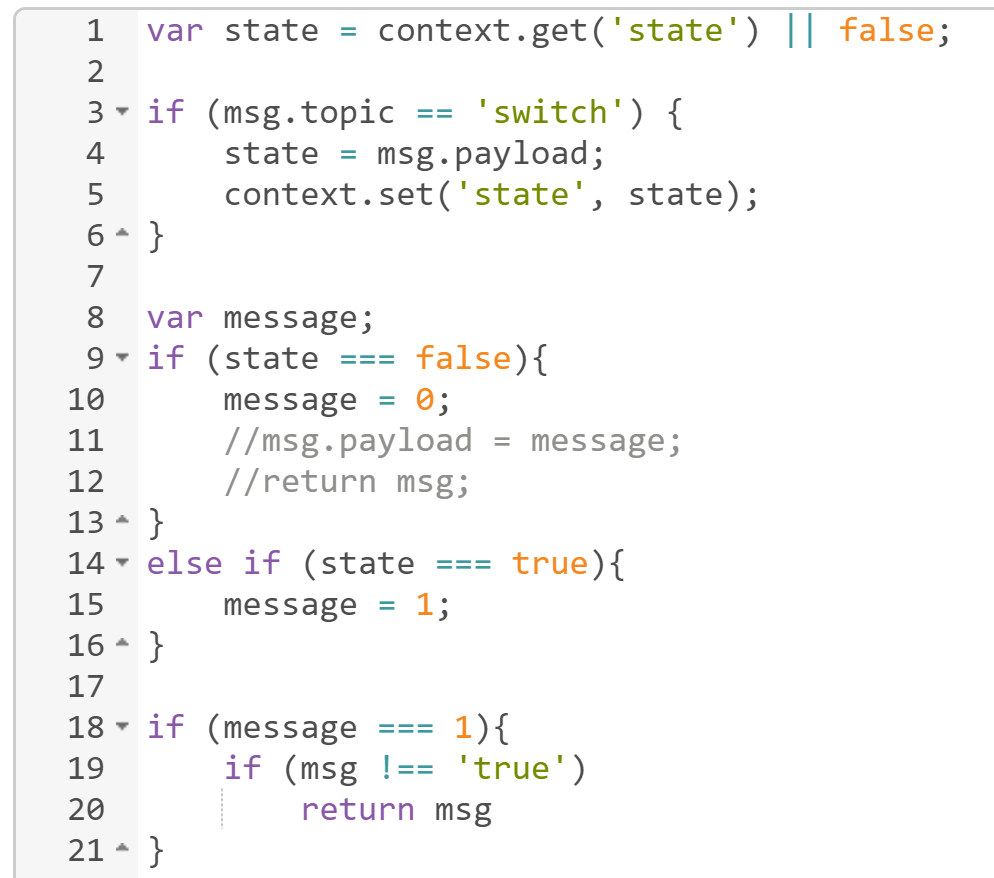 1 var state = context.get('state') || false;
2
3 if (msg.topic == 'switch') {
4     state = msg.payload;
5     context.set('state', state);
6 }
7
8 var message;
9 if (state === false){
10     message = 0;
11     //msg.payload = message;
12     //return msg;
13 }
14 else if (state === true){
15     message = 1;
16 }
17
18 if (message === 1){
19     if (msg !== 'true')
20         return msg
21 }